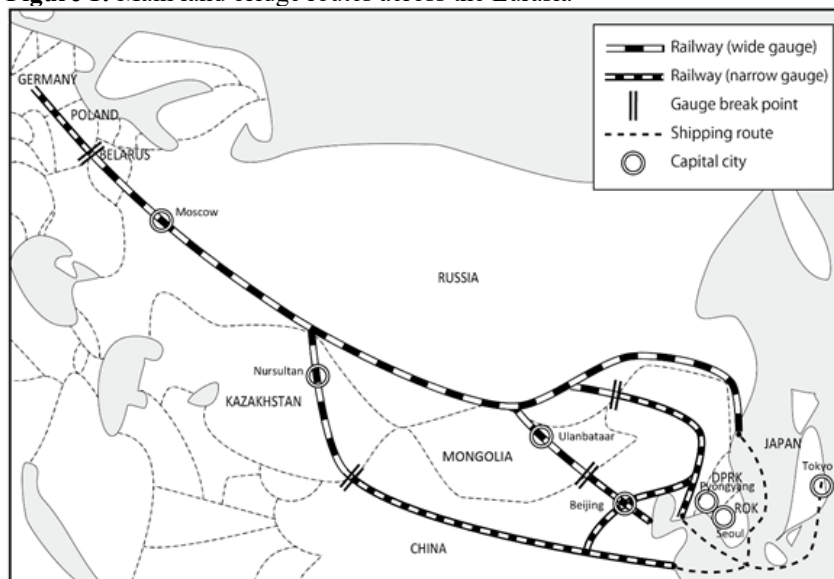 Figure 1. Main land bridge routes across the Eurasia
Railway (wide gauge)
Railway (narrow gauge)
Gauge break point
Shipping route
Capital city
GERMANY
POLAND
BELARUS
Moscow
RUSSIA
Nursultan
KAZAKHSTAN
Ulanbataar
MONGOLIA
JAPAN
Tokyo
DPRK
Pyongyang
ROK
Seoul
Beijing
CHINA